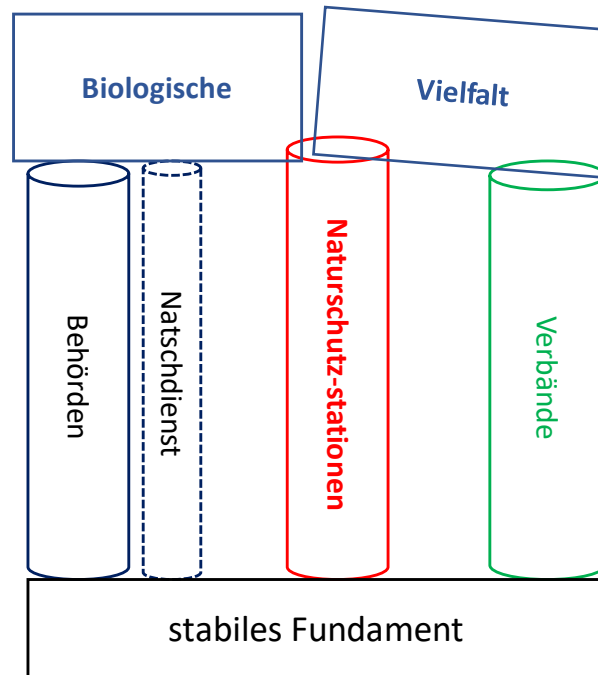 Biologische
Vielfalt
Behörden
Natschdienst
Naturschutz-stationen
Verbände
stabiles Fundament